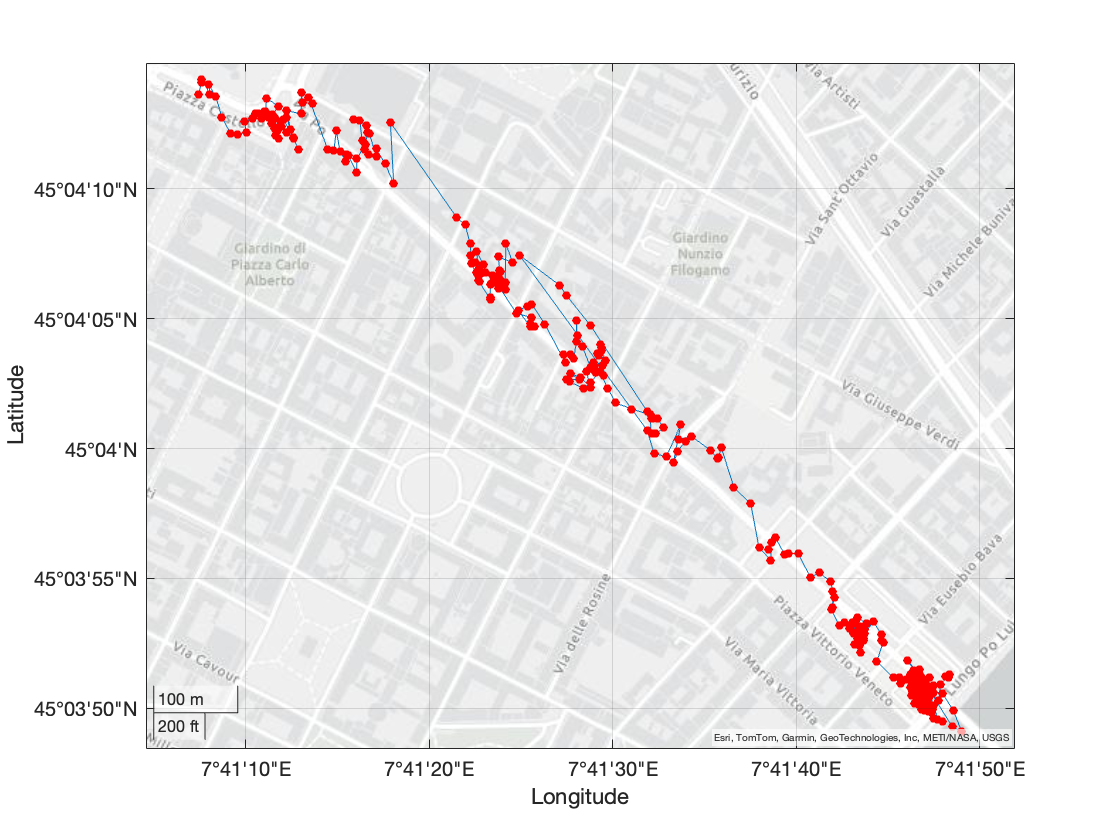 urizio
Via Artisti
Piazza Castello
Po
45°04'10"N
Via Sant'Ottavio
Via Guastalla
Via Michele Buniva
Giardino di
Piazza Carlo
Alberto
Giardino
Nunzio
Filogamo
45°04'05"N
Latitude
Via Giuseppe Verdi
45°04'N
ti
45°03'55"N
Via Eusebio Bava
Via delle Rosine
Piazza Vittorio Veneto
Lungo Po Lui
Via Cavour
Via Maria Vittoria
100 m
200 ft
45°03'50"N
Esri, TomTom, Garmin, GeoTechnologies, Inc, METI/NASA, USGS
7°41'10"E
7°41'20"E
7°41'30"E
7°41'40"E
7°41'50"E
Longitude